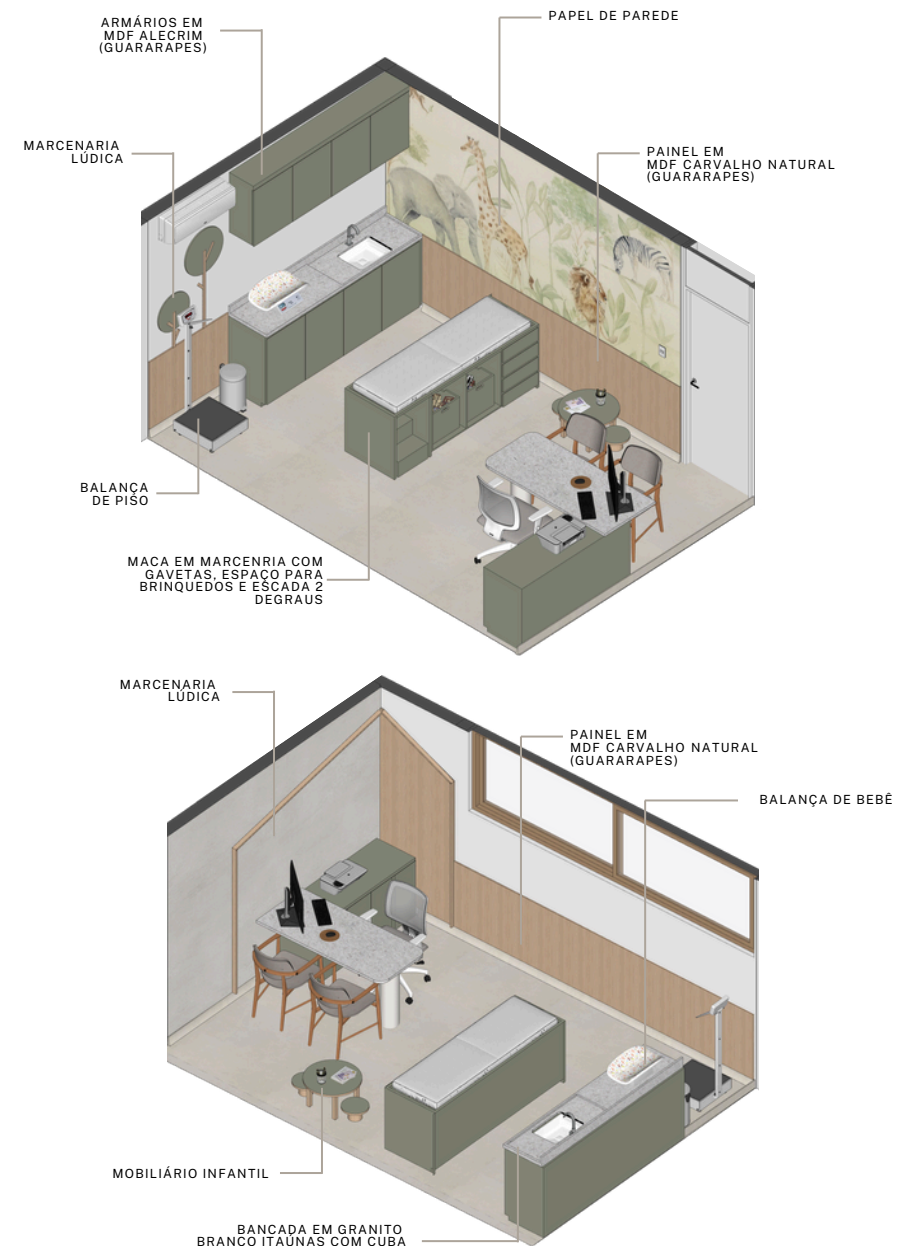 ARMÁRIOS EM
MDF ALECRIM
(GUARARAPES)
PAPEL DE PAREDE
MARCENARIA
LÚDICA
PAINEL EM
MDF CARVALHO NATURAL
(GUARARAPES)
BALANÇA
DE PISO
MACA EM MARCENRIA COM
GAVETAS, ESPAÇO PARA
BRINQUEDOS E ESCADA 2
DEGRAUS
MARCENARIA
LÚDICA
PAINEL EM
MDF CARVALHO NATURAL
(GUARARAPES)
BALANÇA DE BEBÊ
MOBILIÁRIO INFANTIL
BANCADA EM GRANITO
BRANCO ITAÚNAS COM CUBA